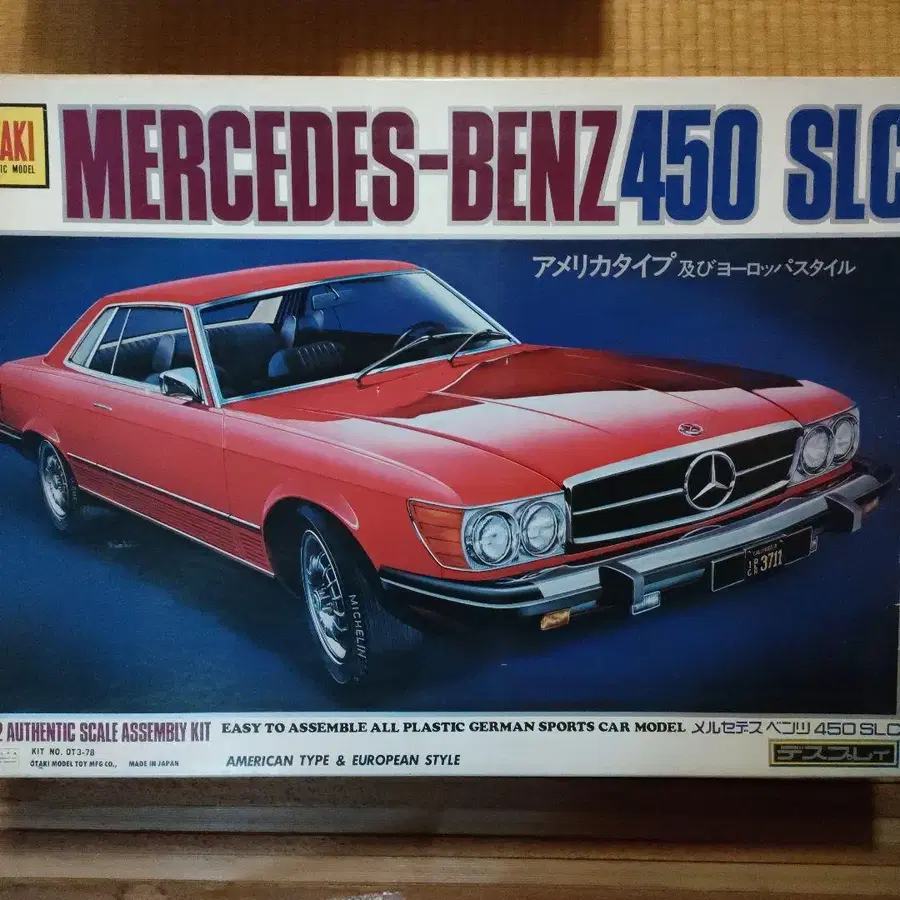 TAKI
IC MODEL
MERCEDES-BENZ 450 SLC
アメリカタイプ 及びヨーロッパスタイル
MICHELIN
CALIFORNIA
3711
2 AUTHENTIC SCALE ASSEMBLY KIT
KIT NO. OT3-78
OTAKI MODEL TOY MFG CO., MADE IN JAPAN
EASY TO ASSEMBLE ALL PLASTIC GERMAN SPORTS CAR MODEL
AMERICAN TYPE & EUROPEAN STYLE
メルセデス ベンツ 450 SLC
デスプレイ